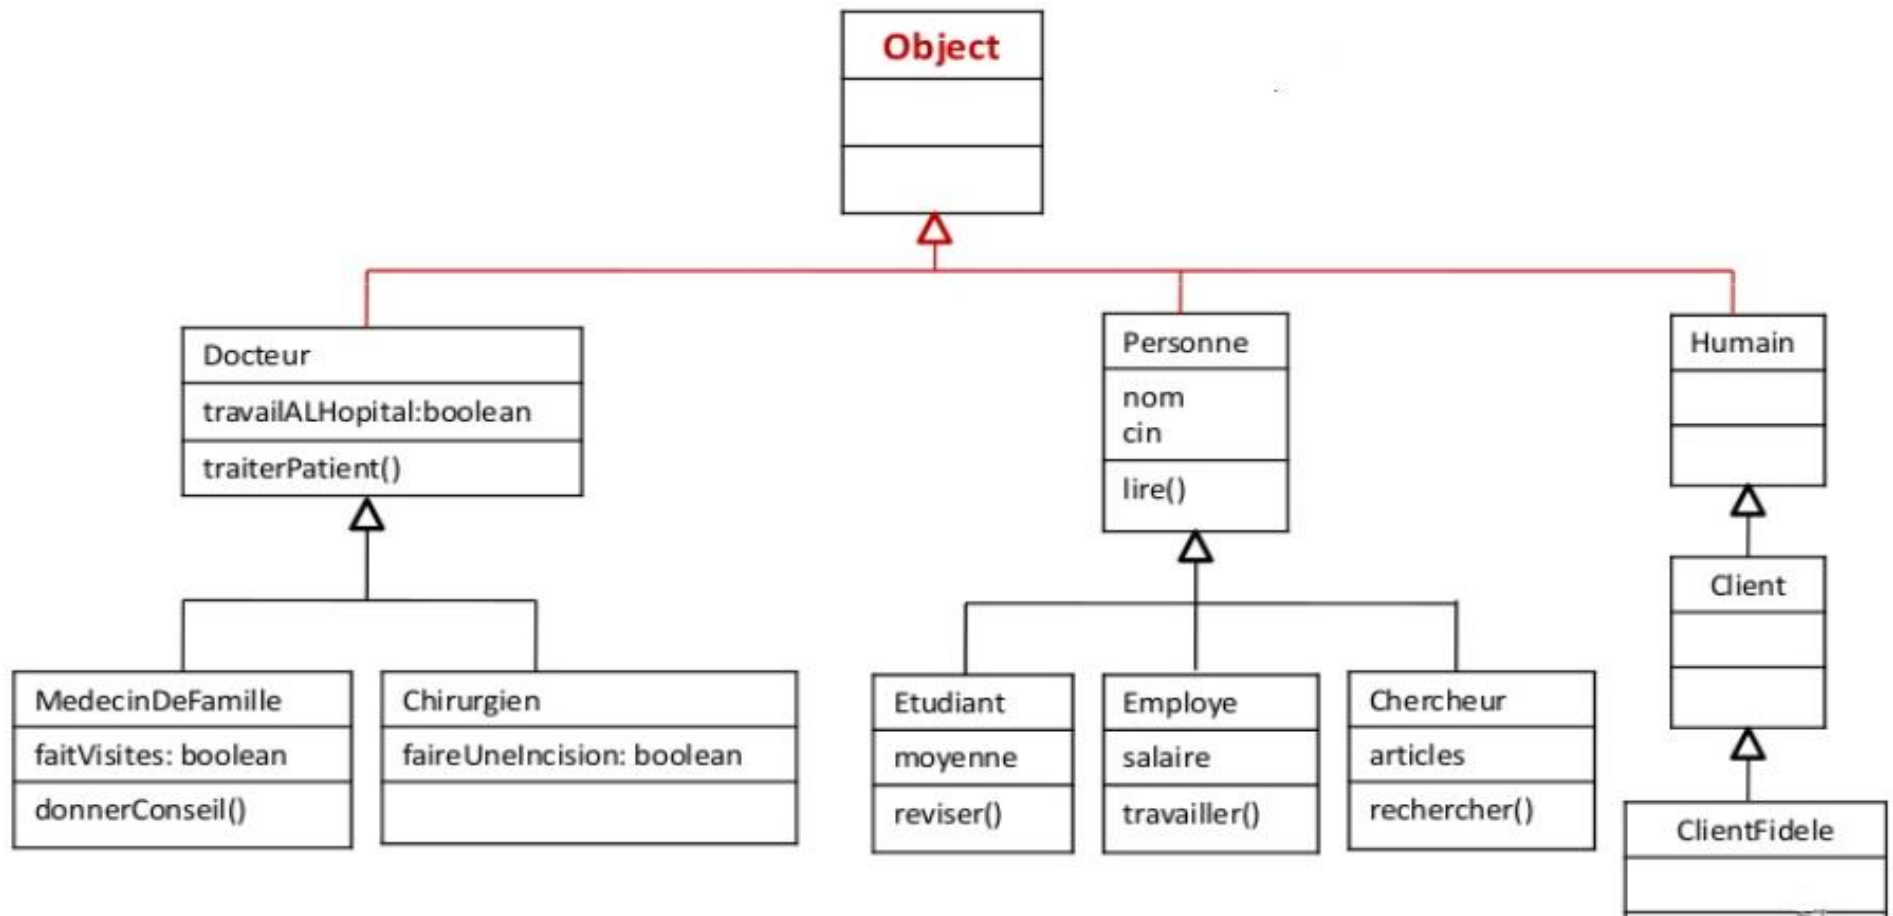 Object
Docteur
travailALHopital:boolean
traiterPatient()
Personne
nom
cin
lire()
Humain
Client
MedecinDeFamille
faitVisites: boolean
donnerConseil()
Chirurgien
faireUneIncision: boolean
Etudiant
moyenne
reviser()
Employe
salaire
travailler()
Chercheur
articles
rechercher()
ClientFidele